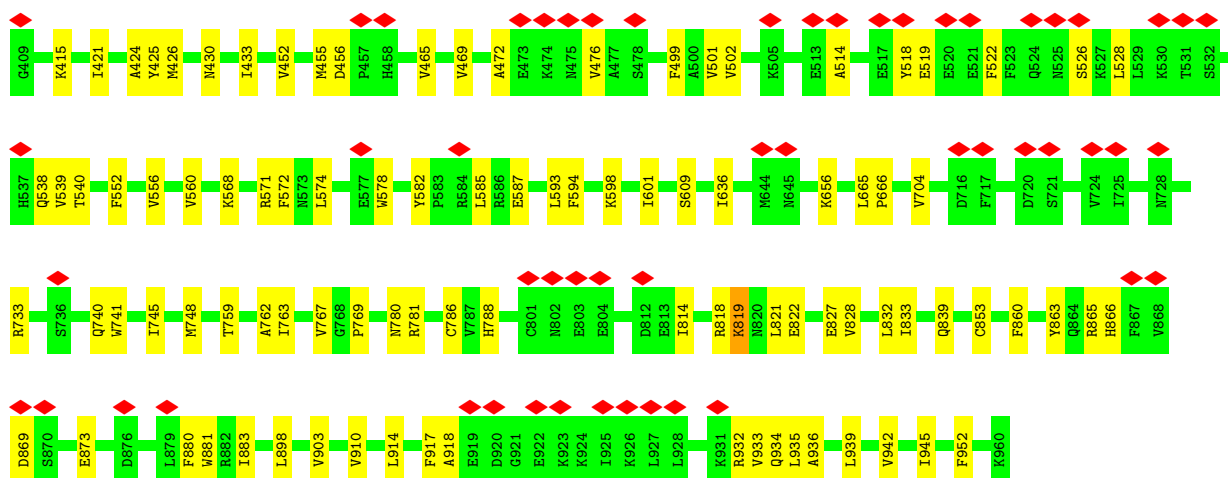 G409 K415 I421 A424 Y425 M426 N430 I433 V452 M455 D456 P457 H458 V465 V469 A472 E473 K474 N475 V476 A477 S478 F499 A500 V501 V502 K505 E513 A514 E517 Y518 E519 E520 E521 F522 F523 Q524 N525 S526 K527 L528 L529 K530 T531 S532
H537 Q538 V539 T540 F552 V556 V560 K568 R571 F572 N573 L574 E577 W578 Y582 P583 R584 L585 R586 E587 L593 F594 K598 I601 S609 I636 M644 N645 K656 L665 P666 V704 D716 F717 D720 S721 V724 I725 N728
R733 S736 Q740 W741 I745 M748 T759 A762 I763 V767 G768 P769 N780 R781 C786 V787 H788 C801 N802 E803 E804 D812 E813 I814 R818 K819 N820 L821 E822 E827 V828 L832 I833 Q839 C853 F860 Y863 Q864 R865 H866 F867 V868
D869 S870 E873 D876 L879 F880 W881 R882 I883 L898 V903 V910 L914 F917 A918 E919 D920 G921 E922 K923 K924 I925 K926 L927 L928 K931 R932 V933 Q934 L935 A936 L939 V942 I945 F952 K960